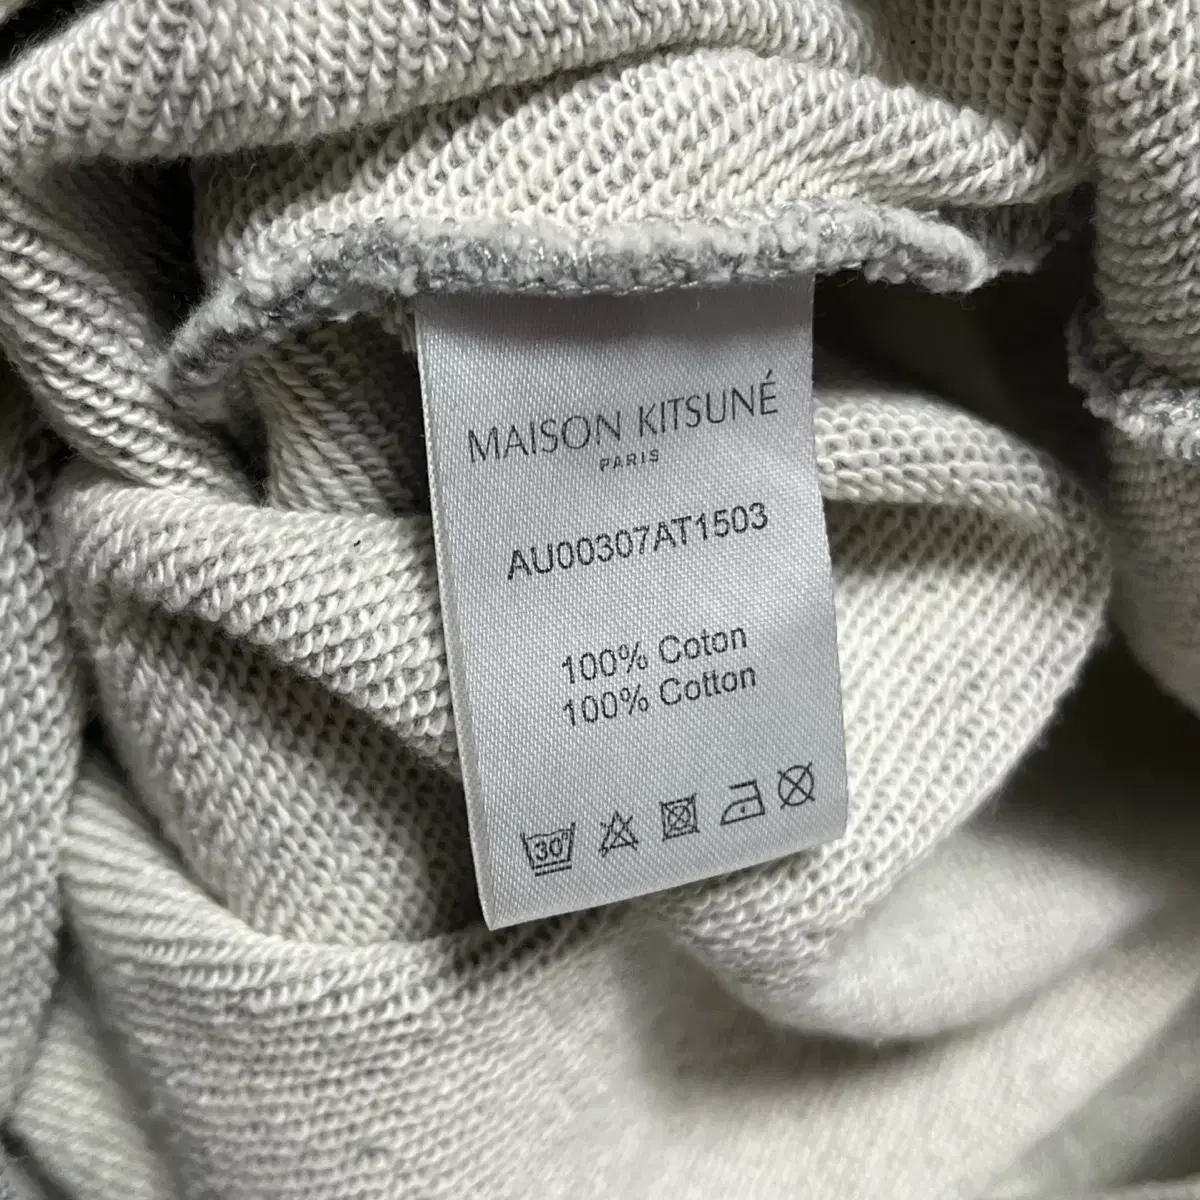 MAISON KITSUNÉ
PARIS
AU00307AT1503
100% Coton
100% Cotton
30